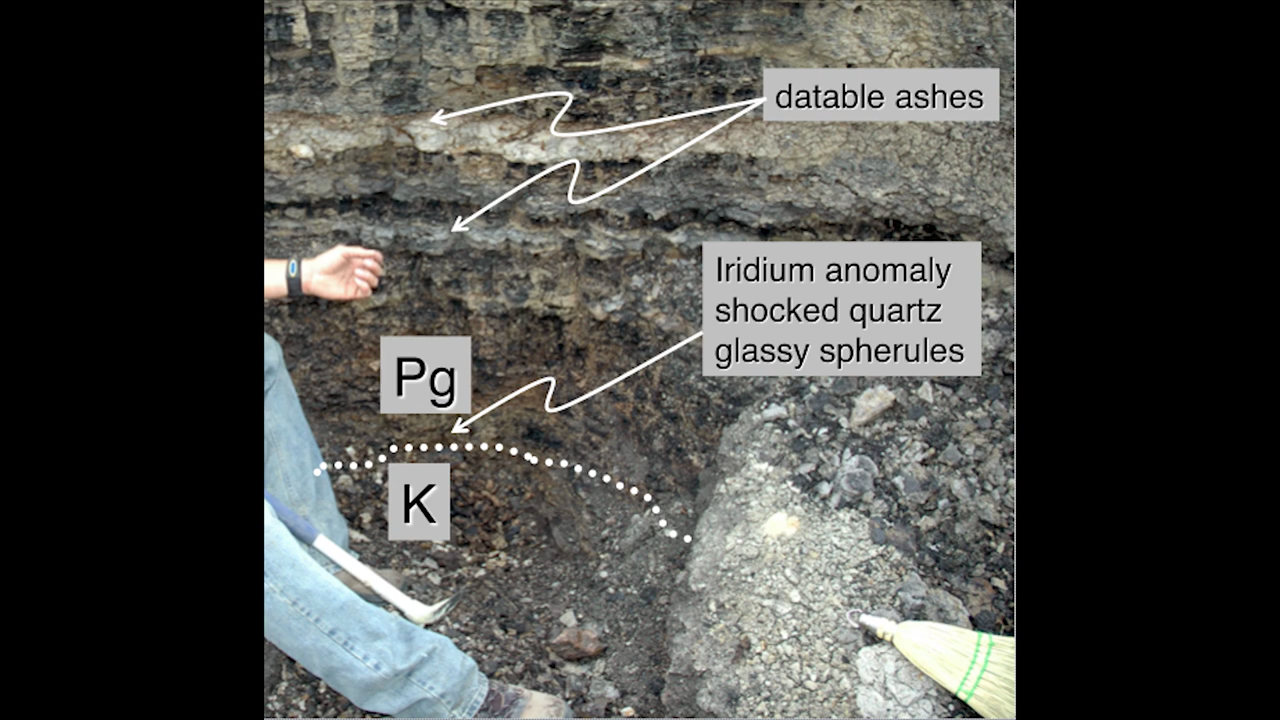 datable ashes
Iridium anomaly
shocked quartz
glassy spherules
Pg
K